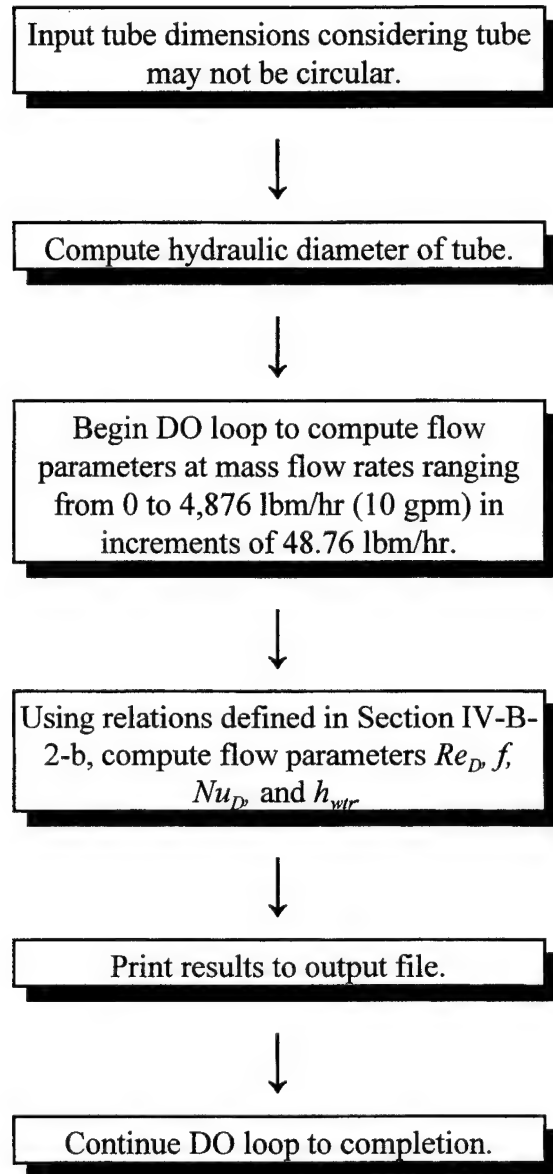 Input tube dimensions considering tube
may not be circular.
Compute hydraulic diameter of tube.
Begin DO loop to compute flow
parameters at mass flow rates ranging
from 0 to 4,876 lbm/hr (10 gpm) in
increments of 48.76 lbm/hr.
Using relations defined in Section IV-B-
2-b, compute flow parameters Re_D, f,
Nu_D, and h_wtr.
Print results to output file.
Continue DO loop to completion.